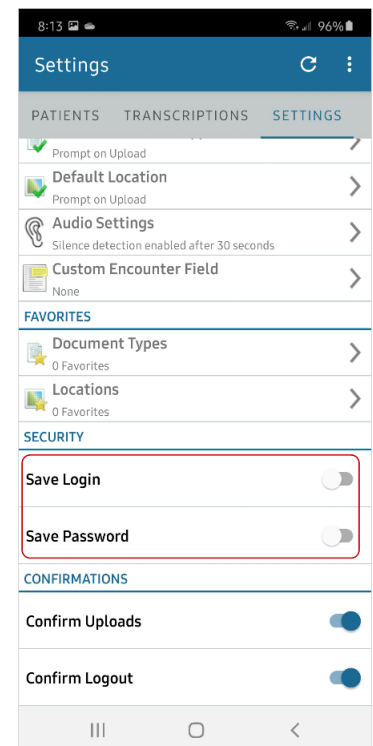 8:13
96%
Settings
PATIENTS TRANSCRIPTIONS SETTINGS
Prompt on Upload
Default Location
Prompt on Upload
Audio Settings
Silence detection enabled after 30 seconds
Custom Encounter Field
None
FAVORITES
Document Types
0 Favorites
Locations
0 Favorites
SECURITY
Save Login
Save Password
CONFIRMATIONS
Confirm Uploads
Confirm Logout